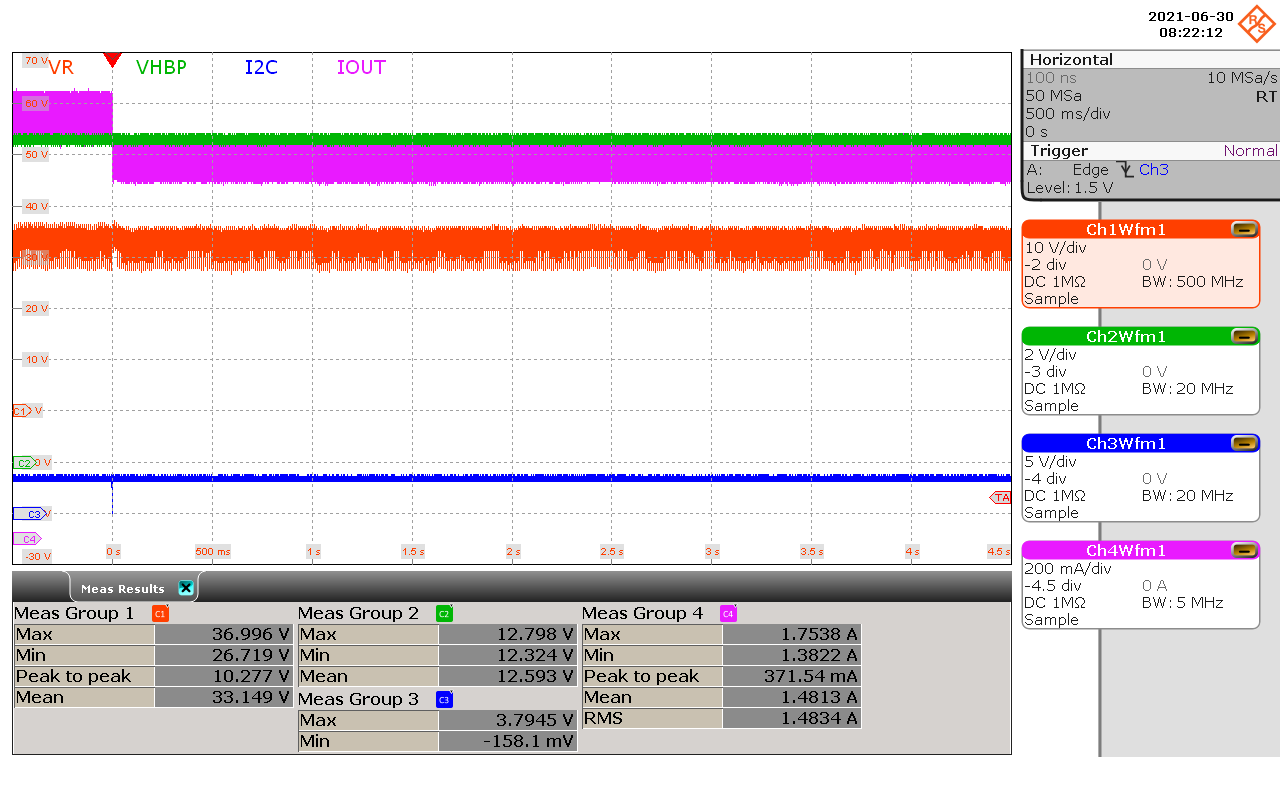 2021-06-30
08:22:12
R S
VR VHBP I2C IOUT
70 V
60 V
50 V
40 V
30 V
20 V
10 V
C1 V
C2 0 V
C3 V
TA
C4
-30 V
0 s 500 ms 1 s 1.5 s 2 s 2.5 s 3 s 3.5 s 4 s 4.5 s
Horizontal
100 ns 10 MSa/s
50 MSa RT
500 ms/div
0 s
Trigger Normal
A: Edge Ch3
Level: 1.5 V
Ch1Wfm1
10 V/div
-2 div 0 V
DC 1MΩ BW: 500 MHz
Sample
Ch2Wfm1
2 V/div
-3 div 0 V
DC 1MΩ BW: 20 MHz
Sample
Ch3Wfm1
5 V/div
-4 div 0 V
DC 1MΩ BW: 20 MHz
Sample
Ch4Wfm1
200 mA/div
-4.5 div 0 A
DC 1MΩ BW: 5 MHz
Sample
Meas Results
Meas Group 1 C1
Max 36.996 V
Min 26.719 V
Peak to peak 10.277 V
Mean 33.149 V
Meas Group 2 C2
Max 12.798 V
Min 12.324 V
Mean 12.593 V
Meas Group 3 C3
Max 3.7945 V
Min -158.1 mV
Meas Group 4 C4
Max 1.7538 A
Min 1.3822 A
Peak to peak 371.54 mA
Mean 1.4813 A
RMS 1.4834 A